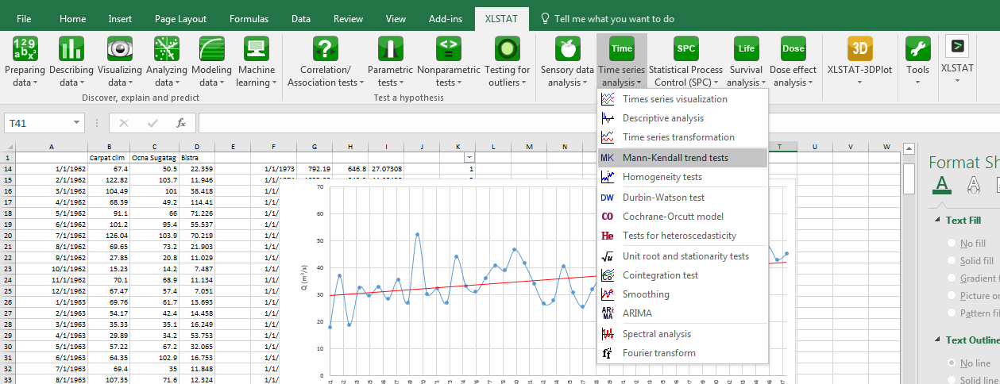 File Home Insert Page Layout Formulas Data Review View Add-ins XLSTAT Tell me what you want to do
Preparing data Describing data Visualizing data Analyzing data Modeling data Machine learning Correlation/ Association tests Parametric tests Nonparametric tests Testing for outliers Sensory data analysis Time series analysis Statistical Process Control (SPC) Survival analysis Dose effect analysis XLSTAT-3DPlot Tools XLSTAT
Time SPC Life Dose 3D
Discover, explain and predict Test a hypothesis
T41 fx
A B C D E F G H I J K L M N T U V W
1 Carpat clim Ocna Sugatag Bistra
14 1/1/1962 67.4 50.5 22.359 1/1/1973 792.19 646.8 27.07308 1
15 2/1/1962 122.82 103.7 11.946
16 3/1/1962 104.49 101 38.418 1/1/
17 4/1/1962 68.39 49.2 114.41 1/1/
18 5/1/1962 91.1 66 71.226 1/1/
19 6/1/1962 101.2 95.4 55.537 1/1/
20 7/1/1962 126.04 103.9 70.219 1/1/
21 8/1/1962 69.65 73.2 21.903 1/1/
22 9/1/1962 27.85 20.8 11.029 1/1/
23 10/1/1962 15.23 14.2 7.487 1/1/
24 11/1/1962 70.1 68.9 11.134 1/1/
25 12/1/1962 67.47 57.4 7.051 1/1/
26 1/1/1963 69.76 61.7 13.693 1/1/
27 2/1/1963 54.17 42.4 14.458 1/1/
28 3/1/1963 35.33 35.1 16.249 1/1/
29 4/1/1963 29.89 34.2 53.753 1/1/
30 5/1/1963 57.22 67.2 32.065 1/1/
31 6/1/1963 64.35 102.9 16.753 1/1/
32 7/1/1963 69.4 35 11.848 1/1/
33 8/1/1963 107.35 71.6 12.324 1/1/
70
60
50
40
30
20
10
0
Q (m³/s)
Times series visualization
Descriptive analysis
Time series transformation
MK Mann-Kendall trend tests
Homogeneity tests
DW Durbin-Watson test
CO Cochrane-Orcutt model
He Tests for heteroscedasticity
√u Unit root and stationarity tests
Co Cointegration test
Smoothing
ARIMA ARIMA
Spectral analysis
ff Fourier transform
Format Sh
Text Fill
No fill
Solid fill
Gradient f
Picture or
Pattern fil
Text Outline
No line
Solid line